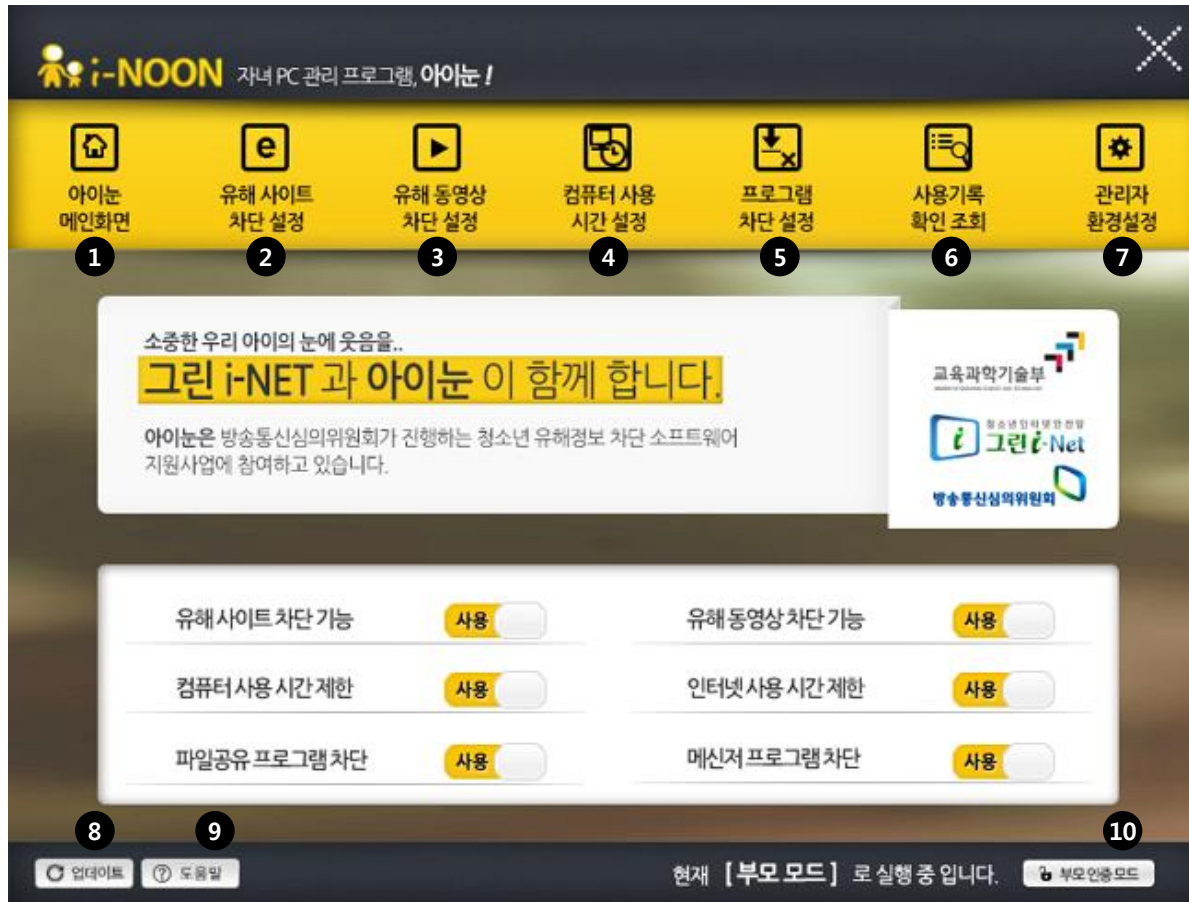 i-NOON 자녀 PC 관리 프로그램, 아이눈 !
아이눈
메인화면
유해 사이트
차단 설정
유해 동영상
차단 설정
컴퓨터 사용
시간 설정
프로그램
차단 설정
사용기록
확인 조회
관리자
환경설정
1
2
3
4
5
6
7
소중한 우리 아이의 눈에 웃음을..
그린 i-NET 과 아이눈 이 함께 합니다.
아이눈은 방송통신심의위원회가 진행하는 청소년 유해정보 차단 소프트웨어
지원사업에 참여하고 있습니다.
교육과학기술부
그린 i-Net
방송통신심의위원회
유해 사이트 차단 기능 사용
유해 동영상 차단 기능 사용
컴퓨터 사용 시간 제한 사용
인터넷 사용 시간 제한 사용
파일공유 프로그램 차단 사용
메신저 프로그램 차단 사용
8
9
10
업데이트
도움말
현재 [ 부모 모드 ] 로 실행 중 입니다.
부모인증모드